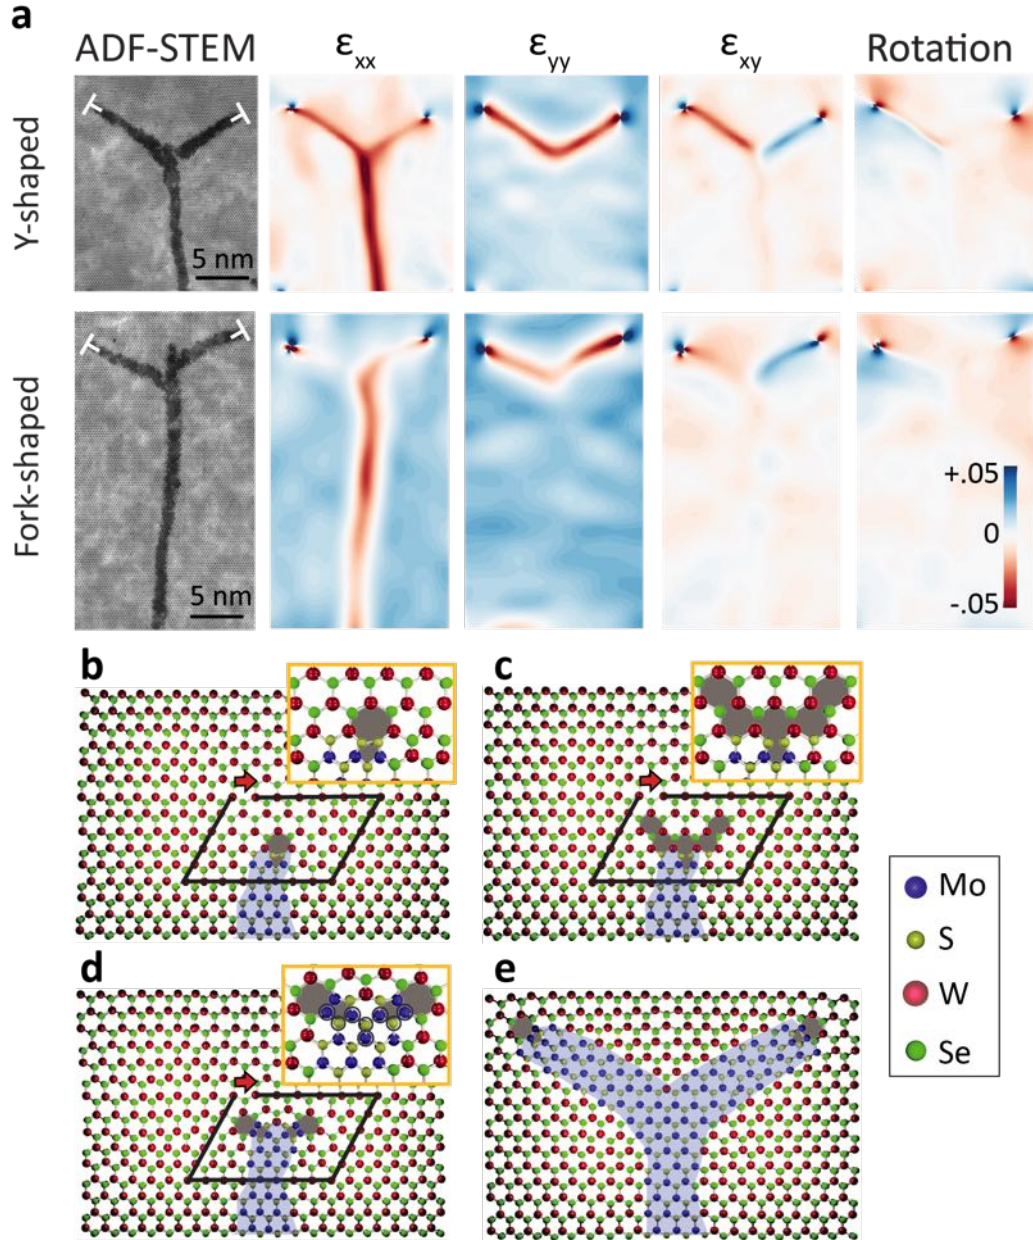 a
ADF-STEM εxx εyy εxy Rotation
Y-shaped
5 nm
Fork-shaped
5 nm
+.05
0
-.05
b
c
d
e
Mo
S
W
Se